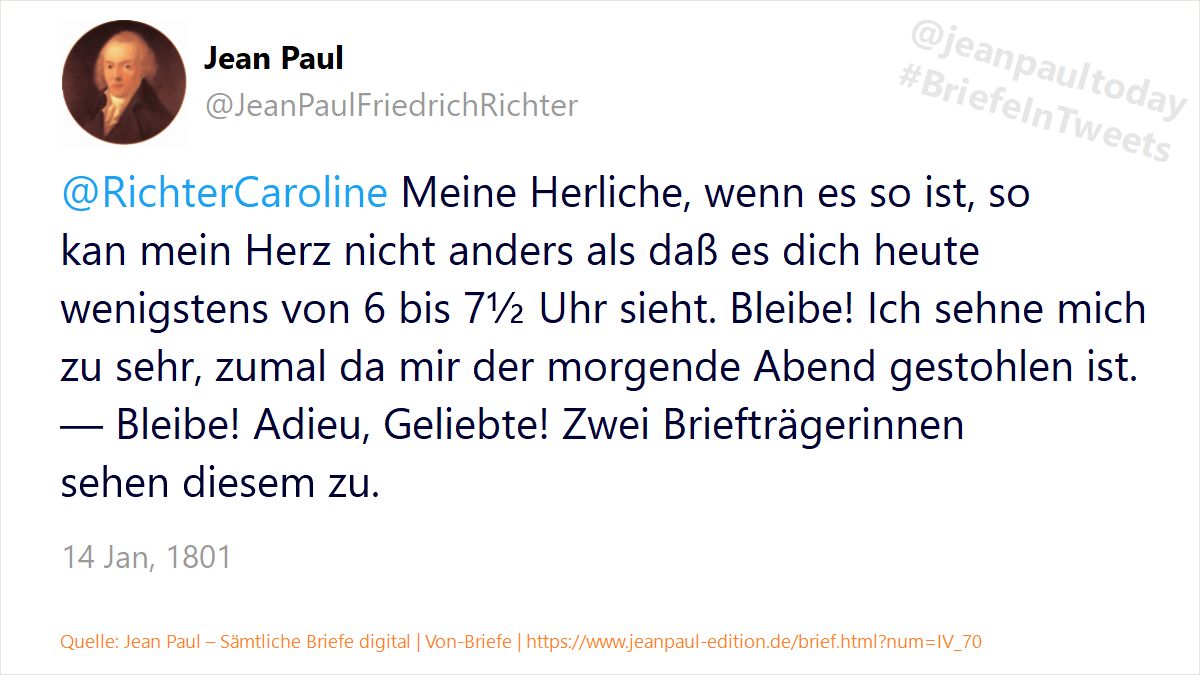 Jean Paul
@JeanPaulFriedrichRichter
@jeanpaultoday
#BriefeInTweets
@RichterCaroline Meine Herliche, wenn es so ist, so
kan mein Herz nicht anders als daß es dich heute
wenigstens von 6 bis 7½ Uhr sieht. Bleibe! Ich sehne mich
zu sehr, zumal da mir der morgende Abend gestohlen ist.
— Bleibe! Adieu, Geliebte! Zwei Briefträgerinnen
sehen diesem zu.
14 Jan, 1801
Quelle: Jean Paul – Sämtliche Briefe digital | Von-Briefe | https://www.jeanpaul-edition.de/brief.html?num=IV_70